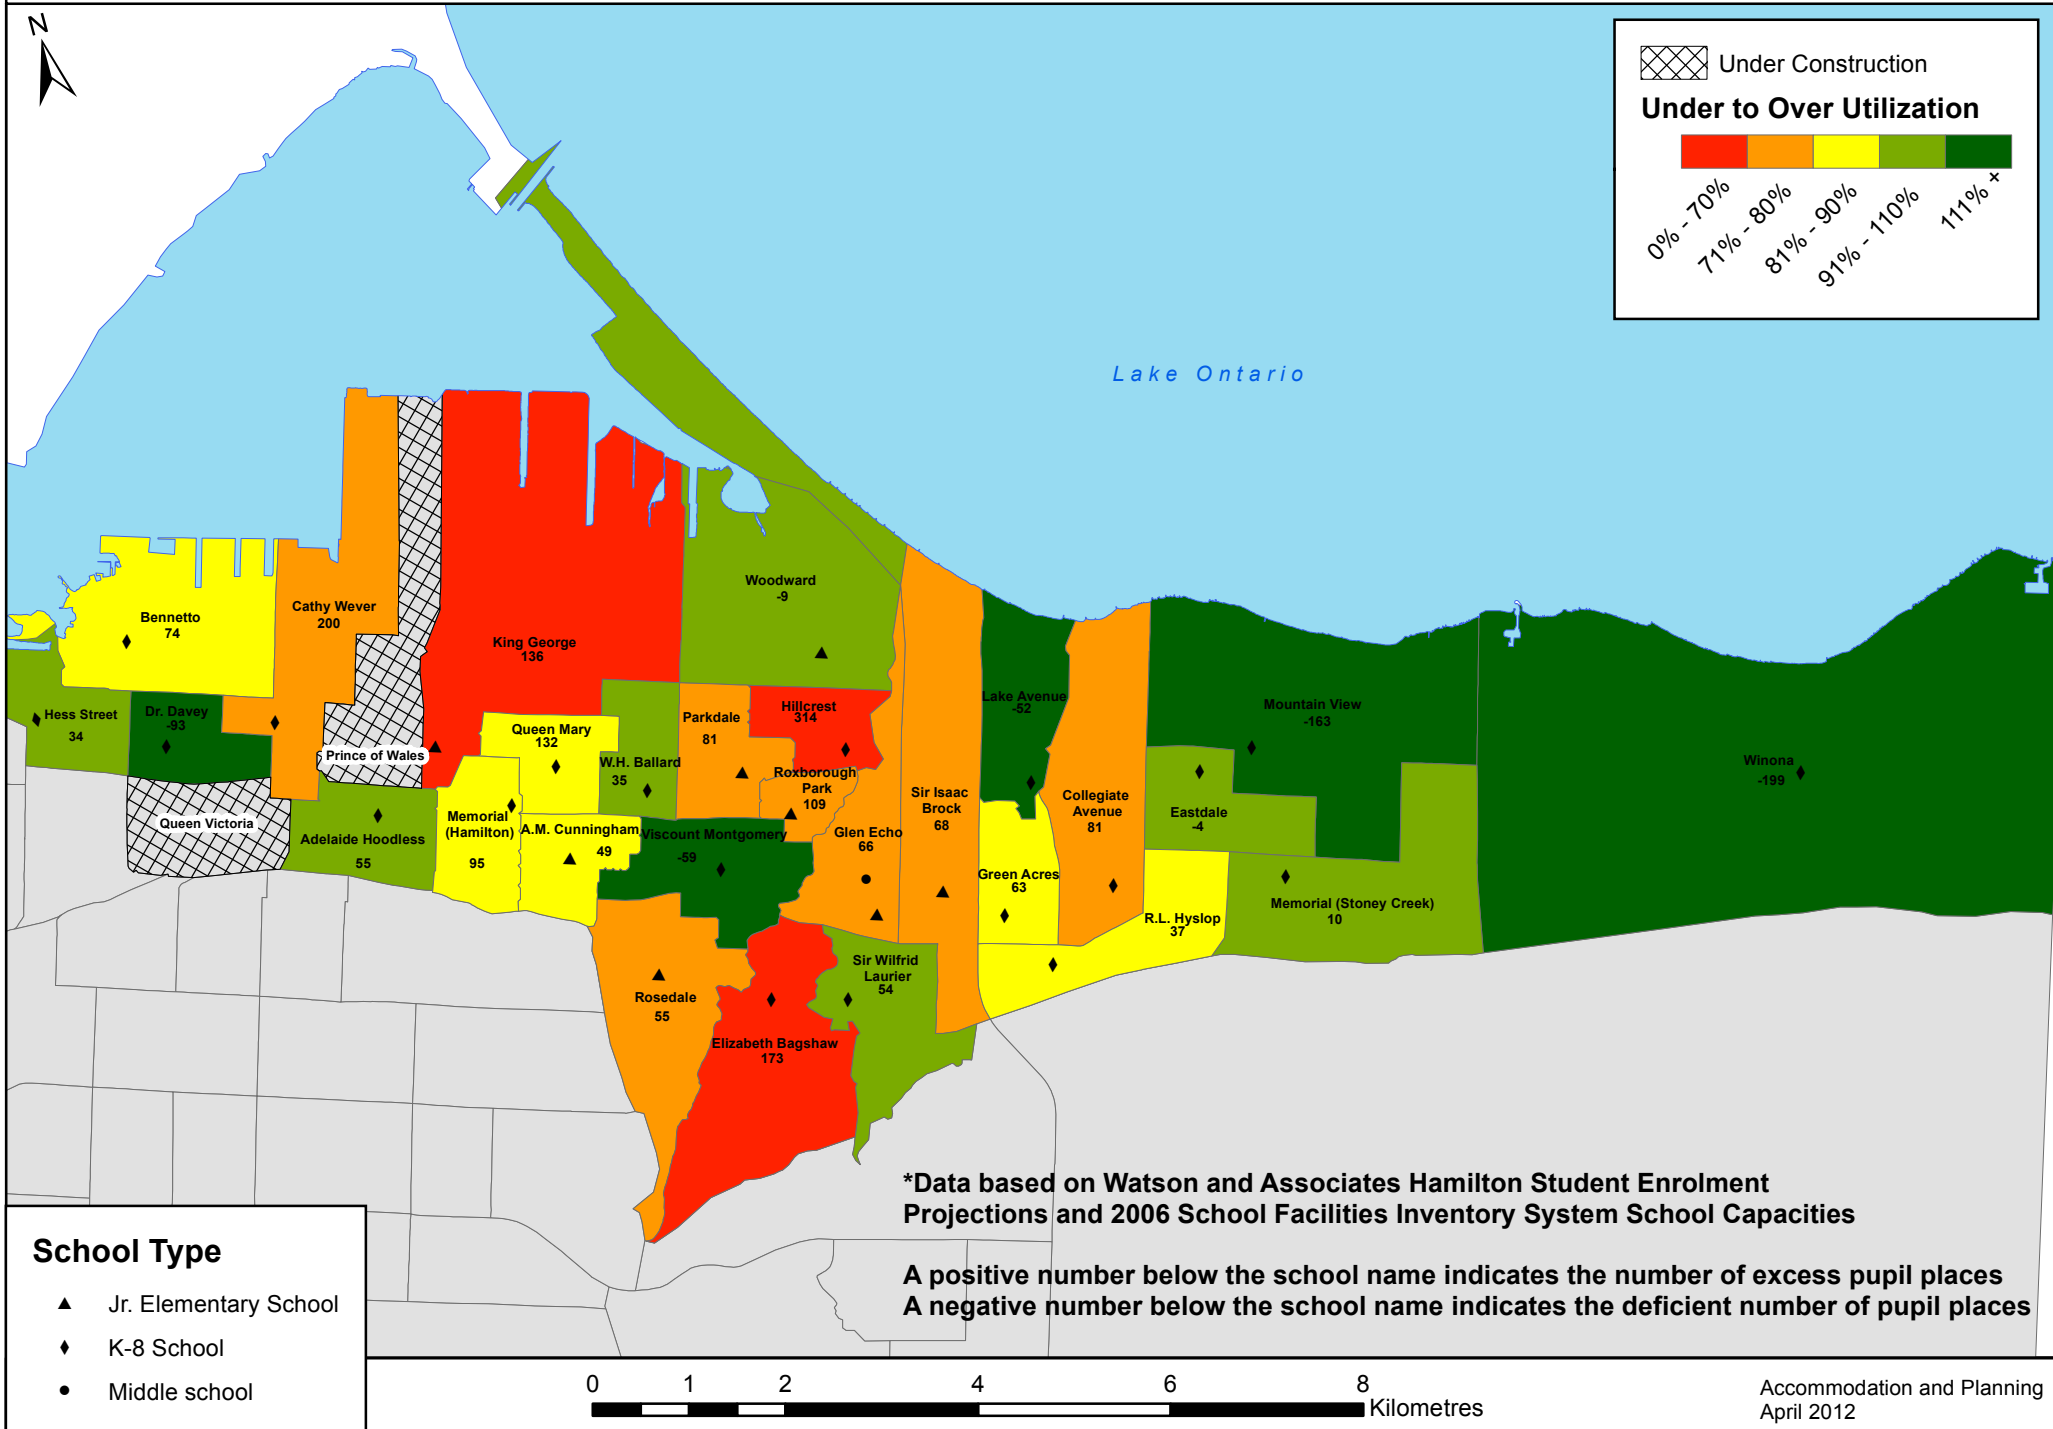 N
Under Construction
Under to Over Utilization
0% - 70%
71% - 80%
81% - 90%
91% - 110%
111% +
Lake Ontario
Bennetto
74
Cathy Wever
200
King George
136
Woodward
-9
Hess Street
34
Dr. Davey
-93
Prince of Wales
Queen Victoria
Adelaide Hoodless
55
Queen Mary
132
Memorial
(Hamilton)
95
A.M. Cunningham
49
W.H. Ballard
35
Parkdale
81
Hillcrest
314
Roxborough
Park
109
Viscount Montgomery
-59
Glen Echo
66
Sir Isaac
Brock
68
Lake Avenue
-52
Green Acres
63
Collegiate
Avenue
81
Mountain View
-163
Eastdale
-4
R.L. Hyslop
37
Memorial (Stoney Creek)
10
Winona
-199
Rosedale
55
Elizabeth Bagshaw
173
Sir Wilfrid
Laurier
54
*Data based on Watson and Associates Hamilton Student Enrolment
Projections and 2006 School Facilities Inventory System School Capacities
A positive number below the school name indicates the number of excess pupil places
A negative number below the school name indicates the deficient number of pupil places
School Type
Jr. Elementary School
K-8 School
Middle school
0 1 2 4 6 8
Kilometres
Accommodation and Planning
April 2012